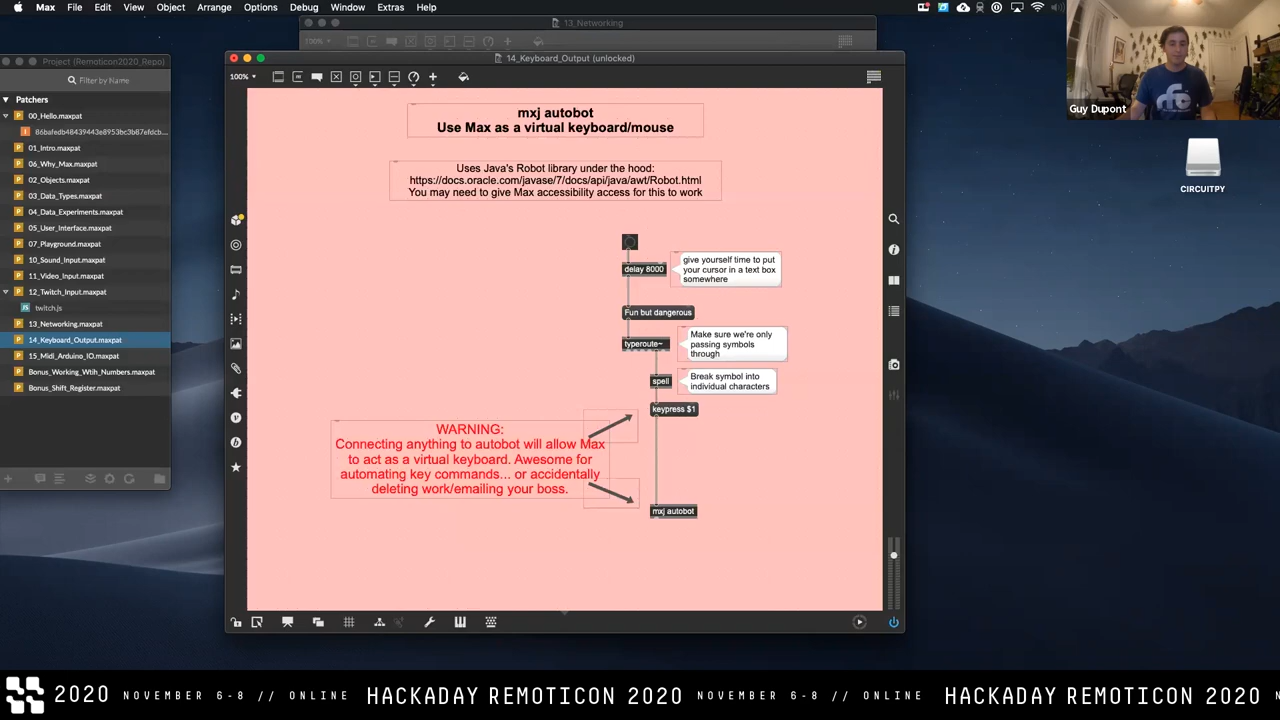 Max File Edit View Object Arrange Options Debug Window Extras Help
13_Networking
100%
Project (Remoticon2020_Repo)
Filter by Name
Patchers
00_Hello.maxpat
86bafedb48439443e8953bc3b87efdcb...
01_Intro.maxpat
06_Why_Max.maxpat
02_Objects.maxpat
03_Data_Types.maxpat
04_Data_Experiments.maxpat
05_User_Interface.maxpat
07_Playground.maxpat
10_Sound_Input.maxpat
11_Video_Input.maxpat
12_Twitch_Input.maxpat
twitch.js
13_Networking.maxpat
14_Keyboard_Output.maxpat
15_Midi_Arduino_IO.maxpat
Bonus_Working_Wtih_Numbers.maxpat
Bonus_Shift_Register.maxpat
14_Keyboard_Output (unlocked)
100%
mxj autobot
Use Max as a virtual keyboard/mouse
Uses Java's Robot library under the hood:
https://docs.oracle.com/javase/7/docs/api/java/awt/Robot.html
You may need to give Max accessibility access for this to work
delay 8000
give yourself time to put
your cursor in a text box
somewhere
Fun but dangerous
typeroute~
Make sure we're only
passing symbols
through
spell
Break symbol into
individual characters
keypress $1
WARNING:
Connecting anything to autobot will allow Max
to act as a virtual keyboard. Awesome for
automating key commands... or accidentally
deleting work/emailing your boss.
mxj autobot
Guy Dupont
CIRCUITPY
2020 NOVEMBER 6-8 // ONLINE HACKADAY REMOTICON 2020 NOVEMBER 6-8 // ONLINE HACKADAY REMOTICON 2020